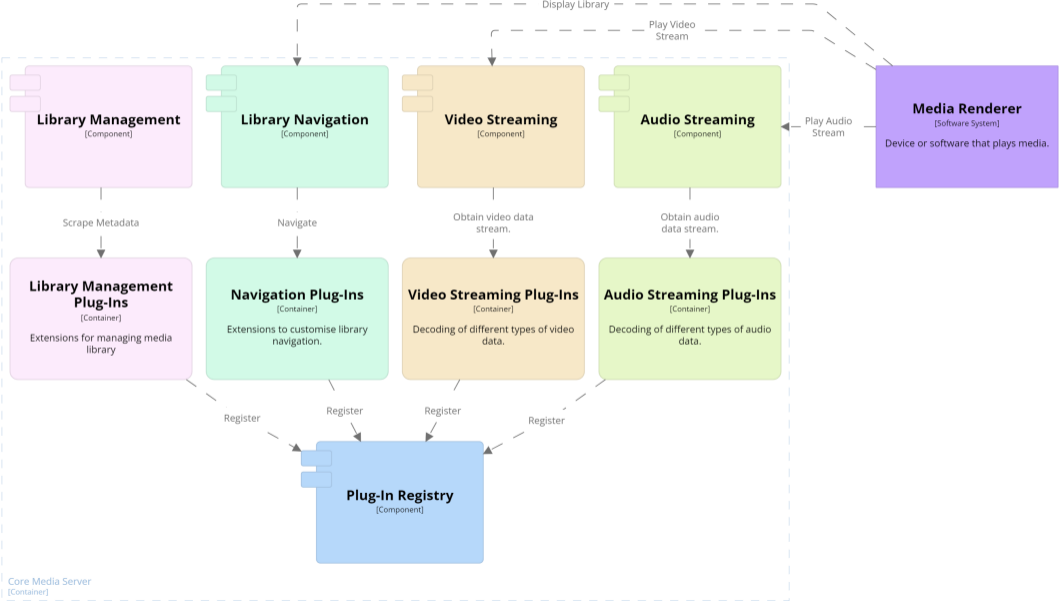 Display Library
Play Video
Stream
Library Management
[Component]
Library Navigation
[Component]
Video Streaming
[Component]
Audio Streaming
[Component]
Play Audio
Stream
Media Renderer
[Software System]
Device or software that plays media.
Scrape Metadata
Navigate
Obtain video data
stream.
Obtain audio
data stream.
Library Management
Plug-Ins
[Container]
Extensions for managing media
library
Navigation Plug-Ins
[Container]
Extensions to customise library
navigation.
Video Streaming Plug-Ins
[Container]
Decoding of different types of video
data.
Audio Streaming Plug-Ins
[Container]
Decoding of different types of audio
data.
Register
Register
Register
Register
Plug-In Registry
[Component]
Core Media Server
[Container]